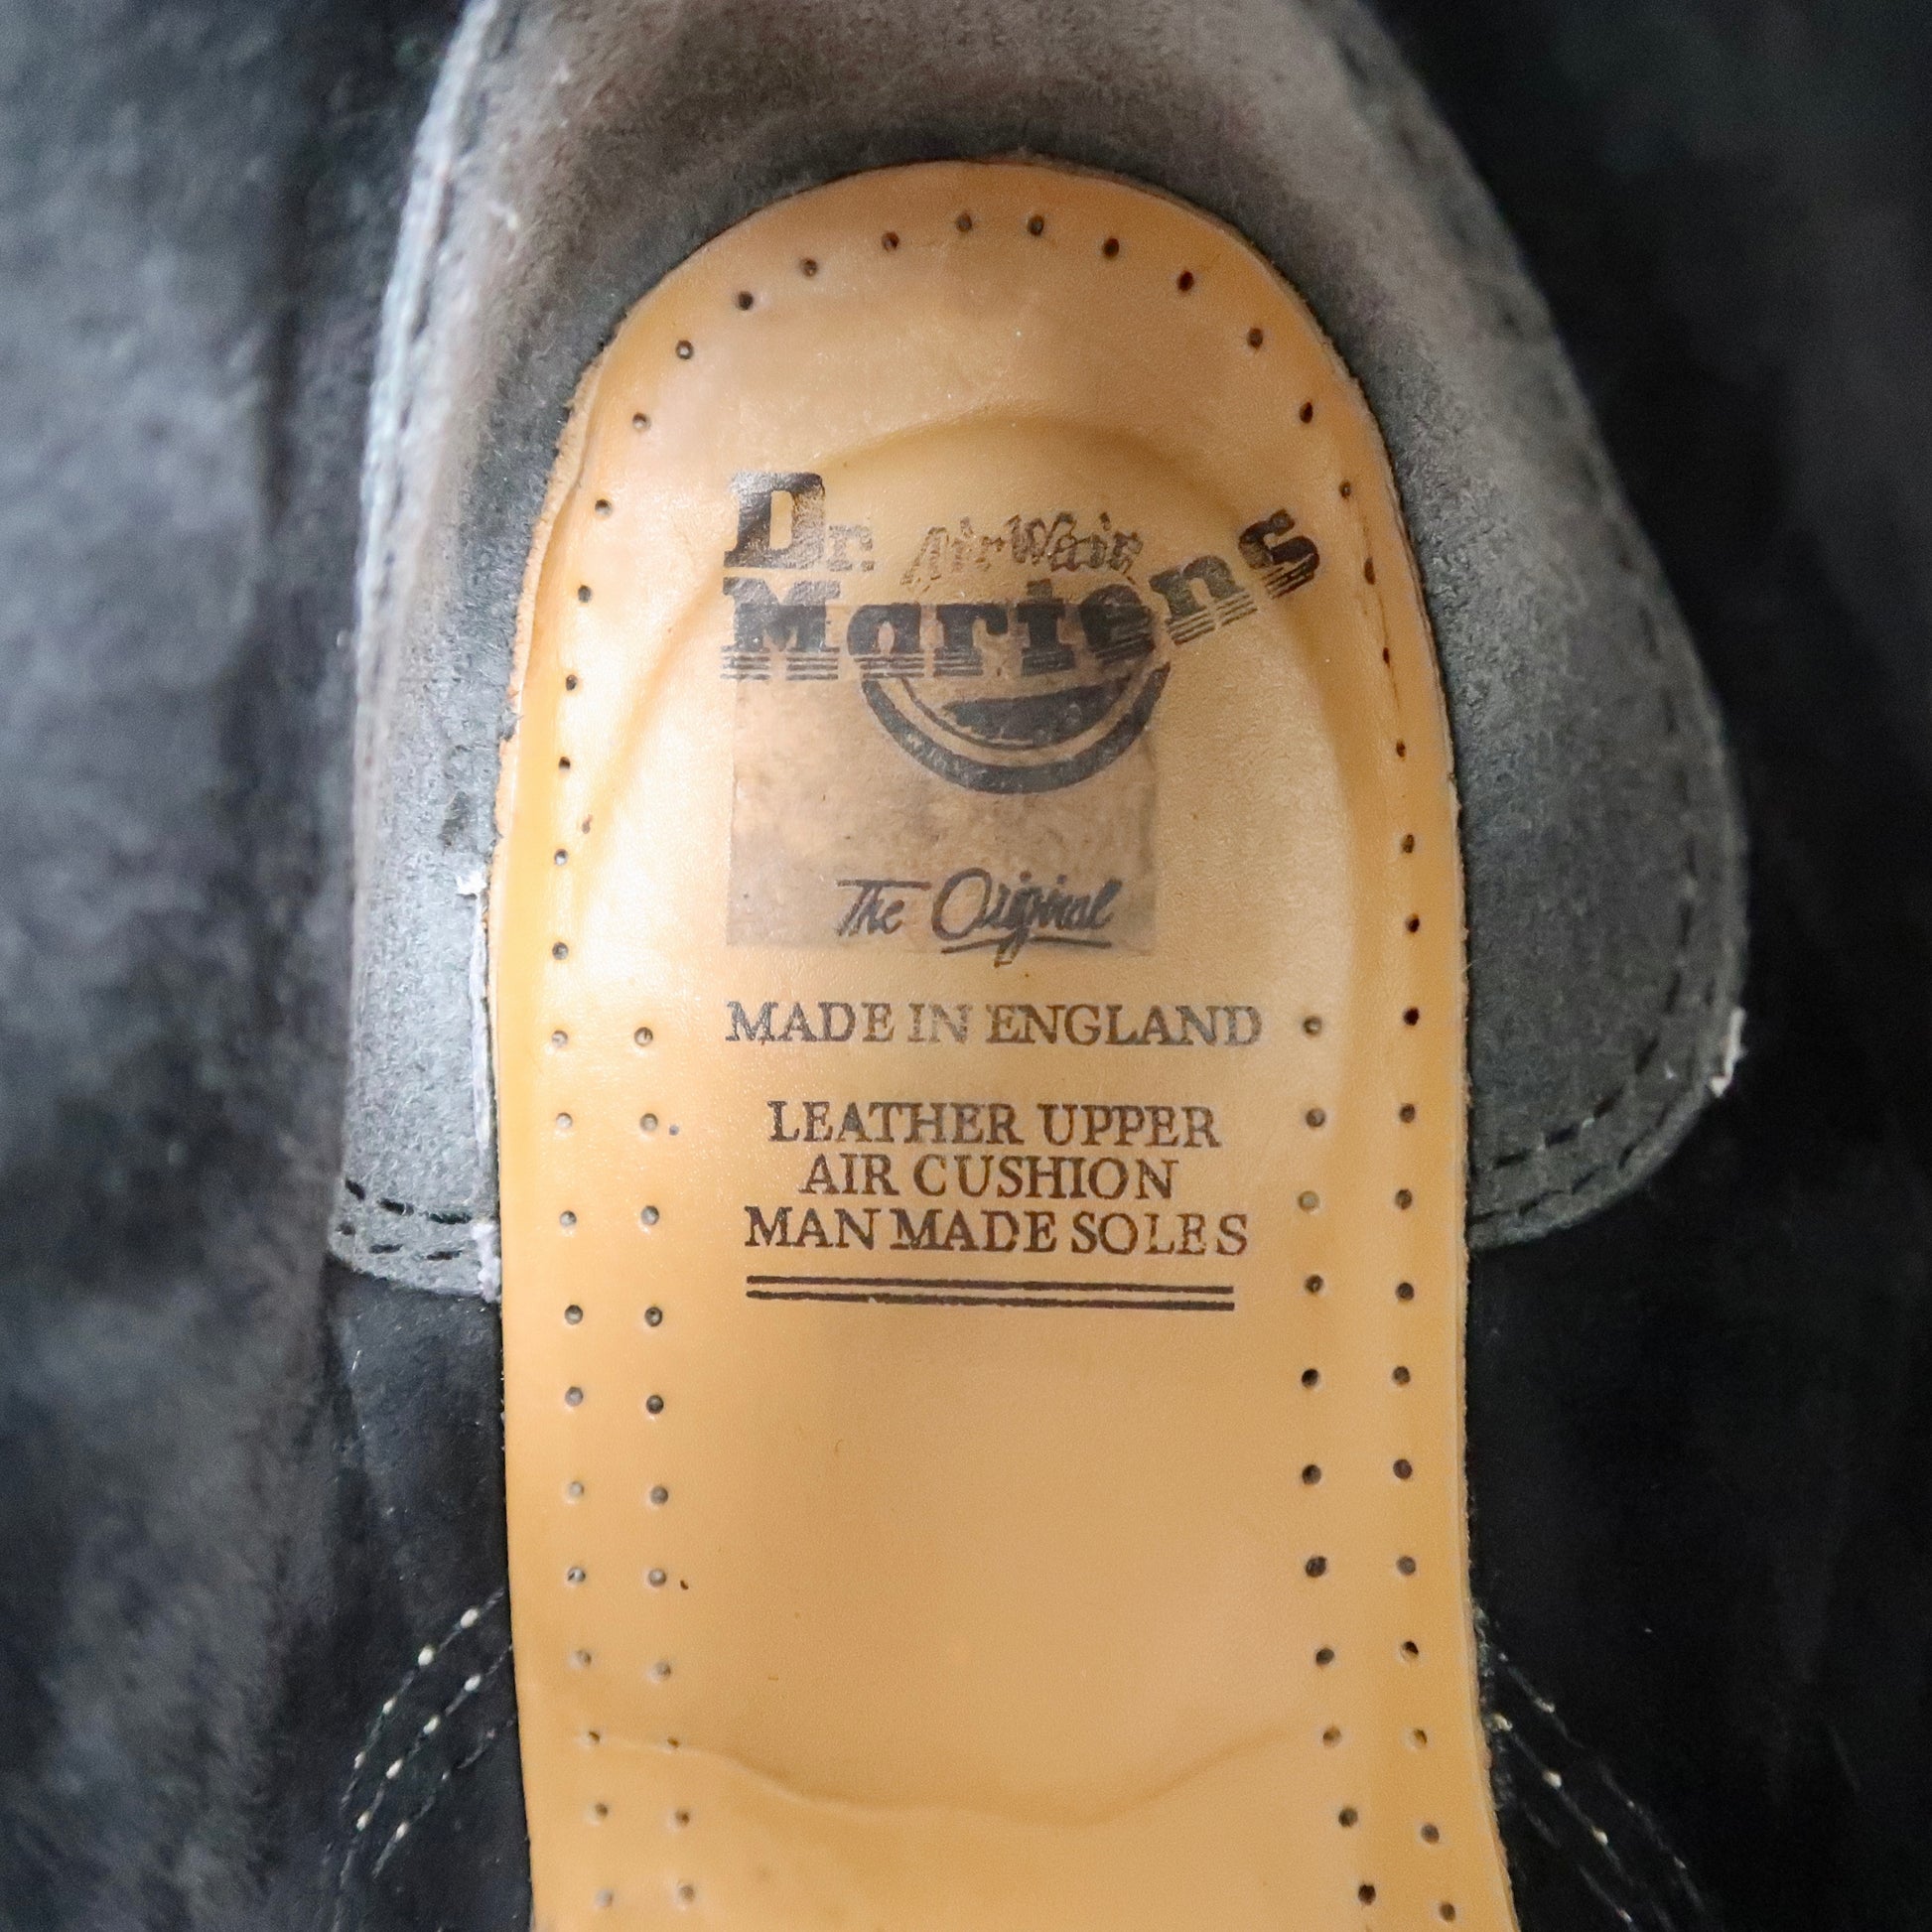 Dr. AirWair
Martens
The Original
MADE IN ENGLAND
LEATHER UPPER
AIR CUSHION
MAN MADE SOLES